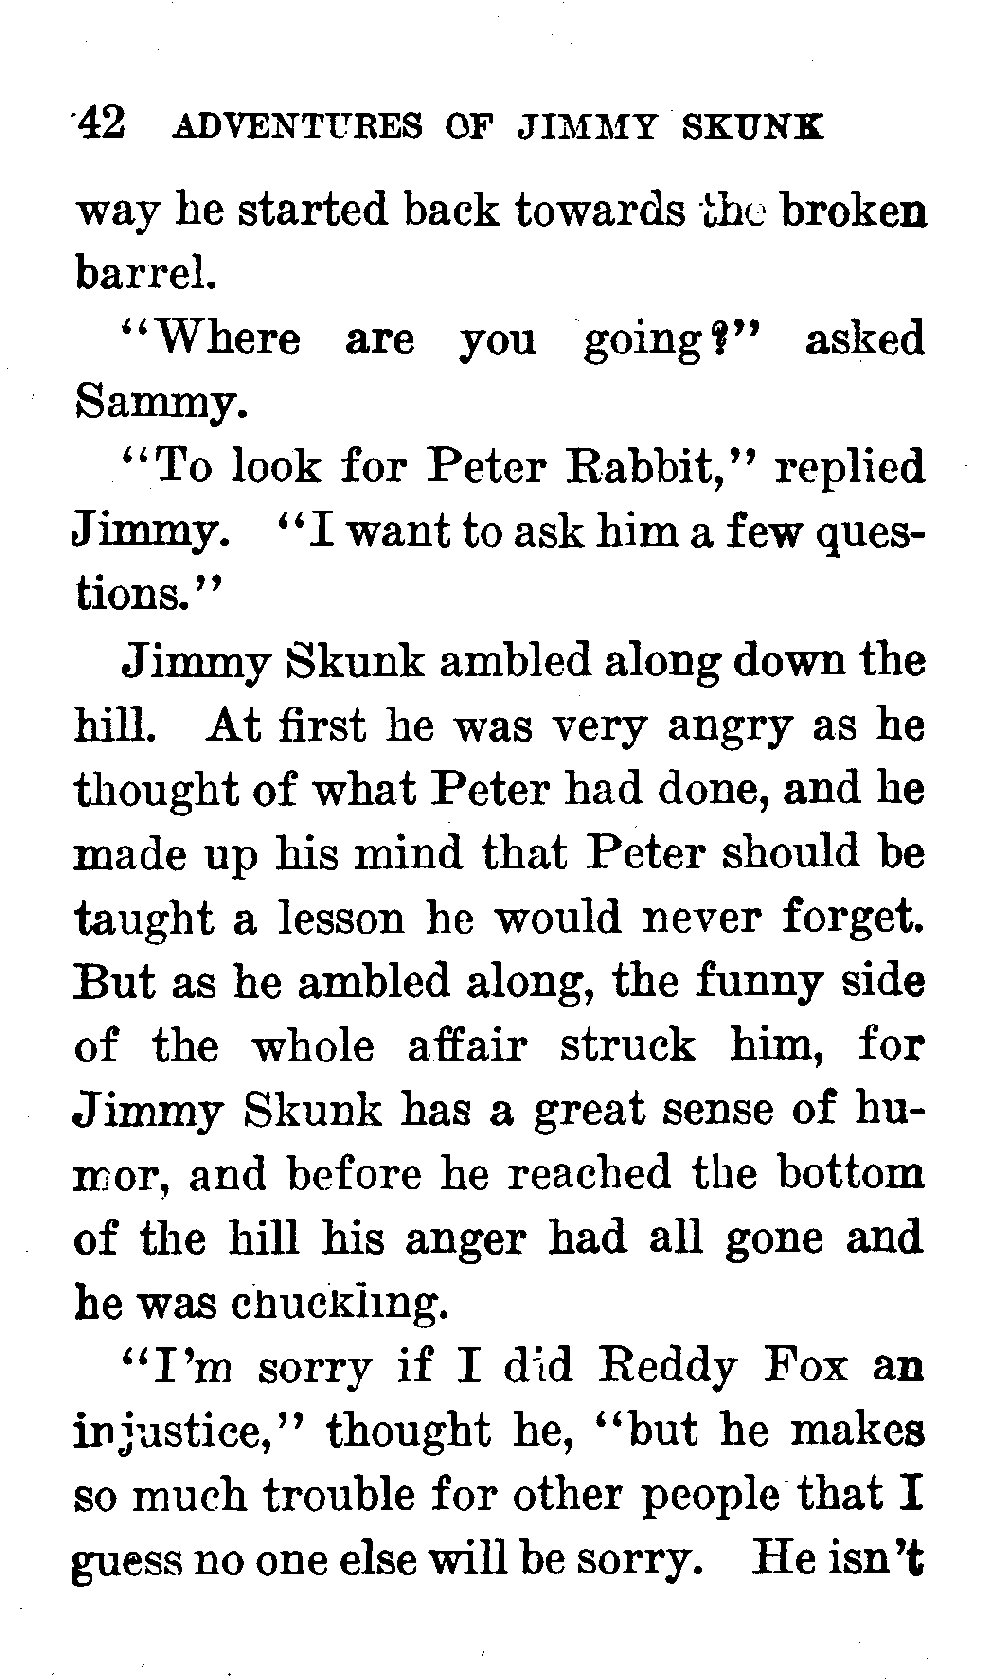 42 ADVENTURES OF JIMMY SKUNK
way he started back towards the broken
barrel.
"Where are you going?" asked
Sammy.
"To look for Peter Rabbit," replied
Jimmy. "I want to ask him a few ques-
tions."
Jimmy Skunk ambled along down the
hill. At first he was very angry as he
thought of what Peter had done, and he
made up his mind that Peter should be
taught a lesson he would never forget.
But as he ambled along, the funny side
of the whole affair struck him, for
Jimmy Skunk has a great sense of hu-
mor, and before he reached the bottom
of the hill his anger had all gone and
he was chuckling.
"I'm sorry if I did Reddy Fox an
injustice," thought he, "but he makes
so much trouble for other people that I
guess no one else will be sorry. He isn't